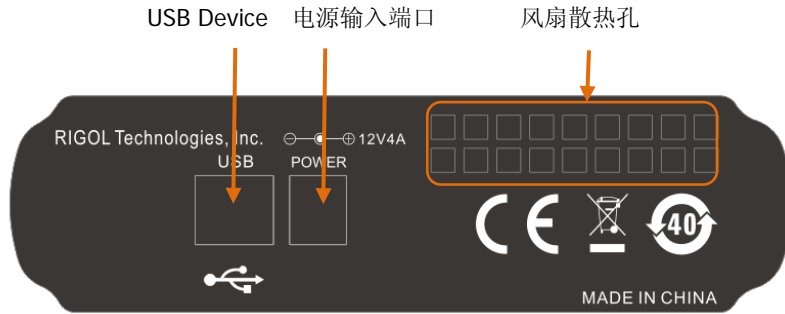 USB Device 电源输入端口 风扇散热孔
RIGOL Technologies, Inc. 12V4A
USB POWER
CE 40
MADE IN CHINA